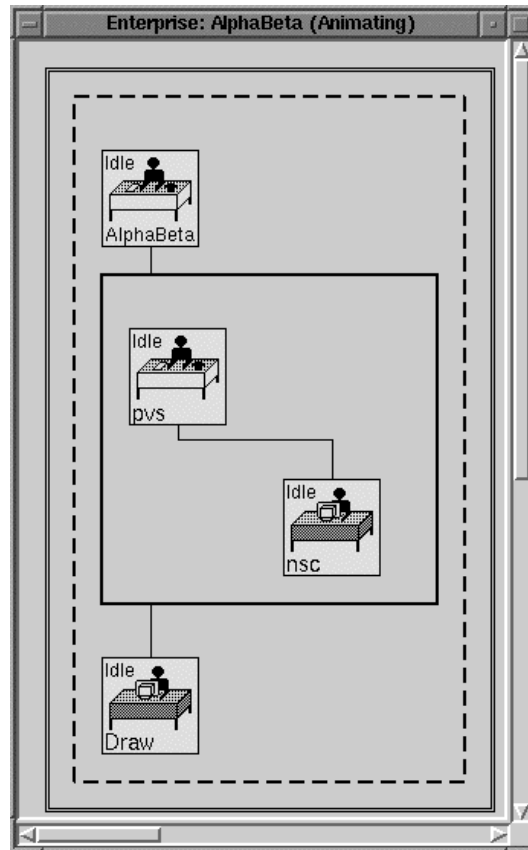 Enterprise: AlphaBeta (Animating)
Idle
AlphaBeta
Idle
pvs
Idle
nsc
Idle
Draw